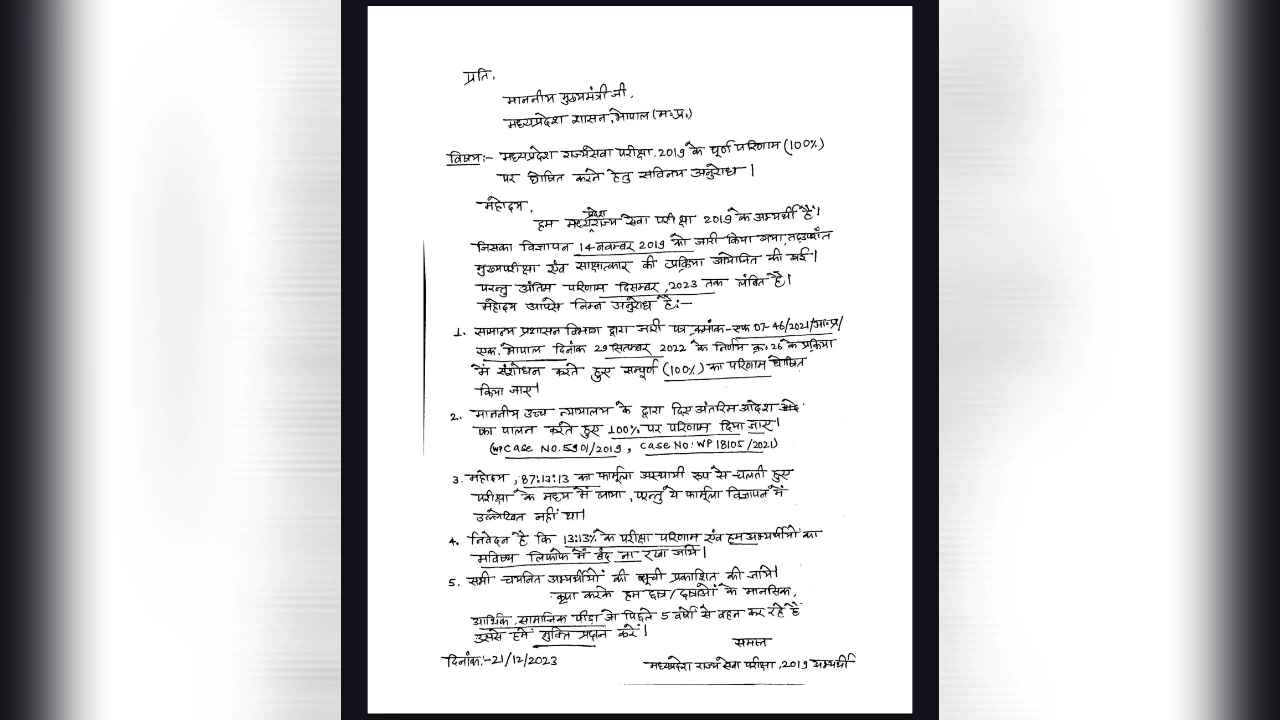 प्रति,
माननीय मुख्यमंत्री जी,
मध्यप्रदेश शासन, भोपाल (म॰प्र॰)
विषय:- मध्यप्रदेश राज्यसेवा परीक्षा, 2019 के पूर्ण परिणाम (100%)
पर घोषित करने हेतु सविनय अनुरोध।
महोदय,
हम मध्यप्रदेश राज्य सेवा परीक्षा 2019 के अभ्यर्थी हैं।
जिसका विज्ञापन 14 नवम्बर 2019 को जारी किया गया, तदुपरांत
मुख्यपरीक्षा एवं साक्षात्कार की प्रक्रिया आयोजित की गई।
परन्तु अंतिम परिणाम दिसम्बर, 2023 तक लंबित है।
महोदय आपसे निम्न अनुरोध है:-
1. सामान्य प्रशासन विभाग द्वारा जारी पत्र क्रमांक-एफ 07-46/2021/आ॰प्र/
एक, भोपाल दिनांक 29 सितम्बर 2022 के निर्णय क्र॰ 26 के प्रक्रिया
में संशोधन करते हुए सम्पूर्ण (100%) का परिणाम घोषित
किया जाए।
2. माननीय उच्च न्यायालय के द्वारा दिए अंतरिम आदेश
का पालन करते हुए 100% पर परिणाम दिया जाए।
(WP Case No. 5901/2019, Case No: WP 18105/2021)
3. महोदय, 87:13:13 का फार्मूला अस्थायी रूप से चलती हुए
परीक्षा के मध्य में लाया, परन्तु ये फार्मूला विज्ञापन में
उल्लेखित नहीं था।
4. निवेदन है कि 13:13% के परीक्षा परिणाम एंव हम अभ्यर्थीयों का
भविष्य लिफाफे में बंद ना रखा जाये।
5. सभी चयनित अभ्यर्थीयों की सूची प्रकाशित की जाये।
कृपा करके हम छात्र/छात्राओं के मानसिक,
आर्थिक, सामाजिक पीड़ा जो पिछले 5 वर्षों से वहन कर रहे है
उससे हमें मुक्ति प्रदान करें।
समस्त
दिनांक:-21/12/2023
मध्यप्रदेश राज्य सेवा परीक्षा, 2019 अभ्यर्थी